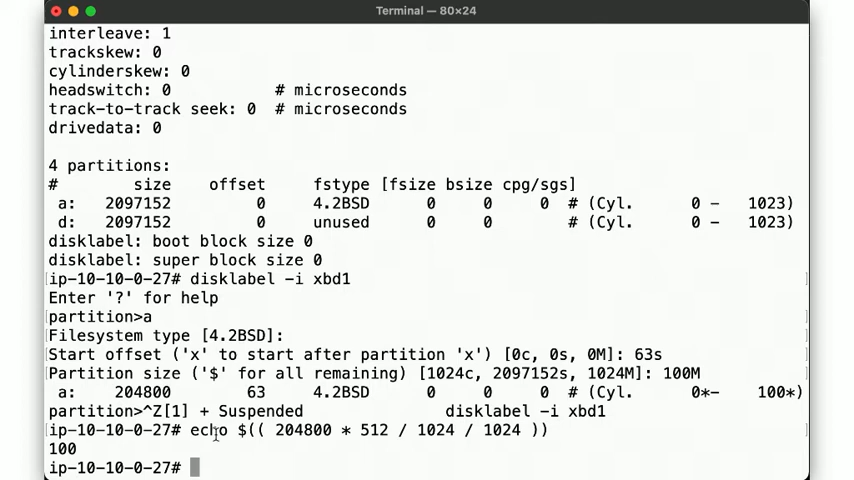 Terminal — 80×24
interleave: 1
trackskew: 0
cylinderskew: 0
headswitch: 0           # microseconds
track-to-track seek: 0  # microseconds
drivedata: 0
4 partitions:
#        size    offset     fstype [fsize bsize cpg/sgs]
 a:   2097152         0     4.2BSD      0     0     0  # (Cyl.      0 -   1023)
 d:   2097152         0     unused      0     0        # (Cyl.      0 -   1023)
disklabel: boot block size 0
disklabel: super block size 0
ip-10-10-0-27# disklabel -i xbd1
Enter '?' for help
partition>a
Filesystem type [4.2BSD]:
Start offset ('x' to start after partition 'x') [0c, 0s, 0M]: 63s
Partition size ('$' for all remaining) [1024c, 2097152s, 1024M]: 100M
 a:    204800        63     4.2BSD      0     0     0  # (Cyl.      0*-    100*)
partition>^Z[1] + Suspended               disklabel -i xbd1
ip-10-10-0-27# echo $(( 204800 * 512 / 1024 / 1024 ))
100
ip-10-10-0-27#